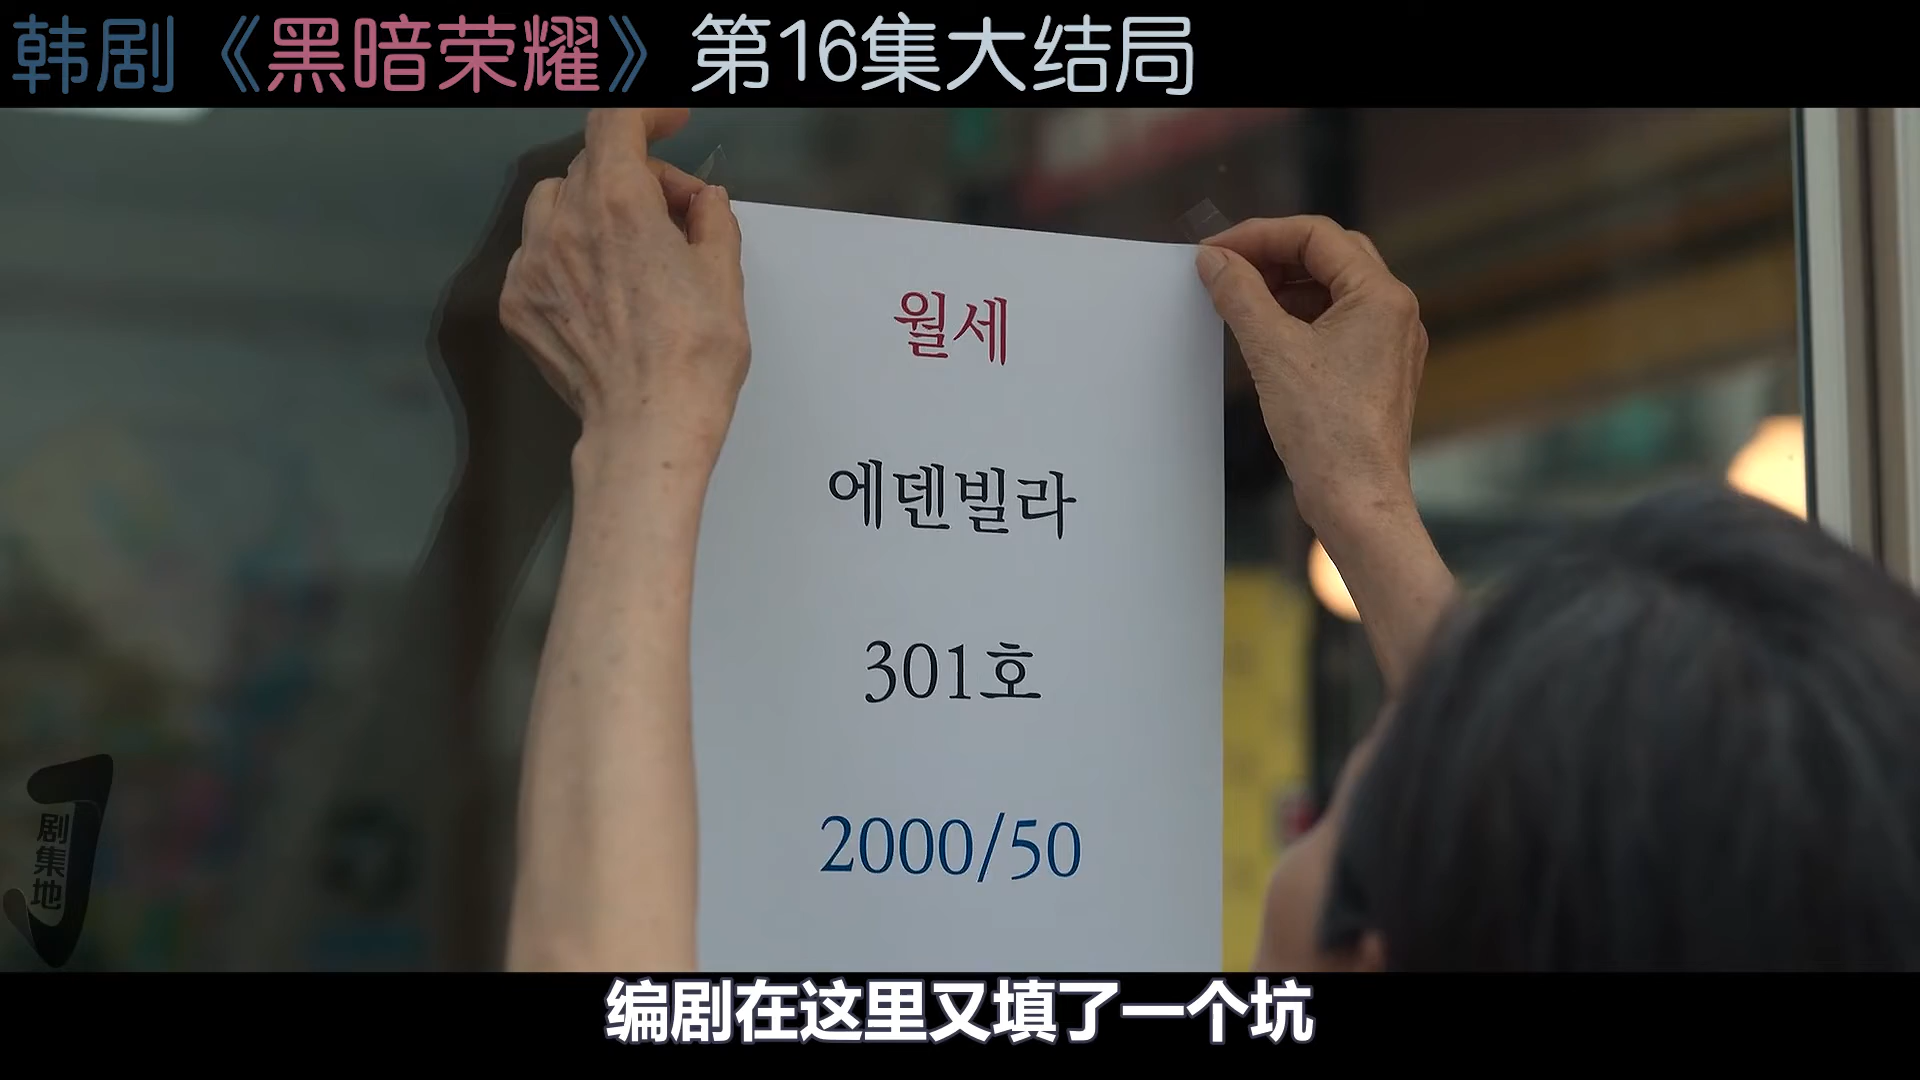 韩剧《黑暗荣耀》第16集大结局
월세
에덴빌라
301호
2000/50
剧集地
编剧在这里又填了一个坑